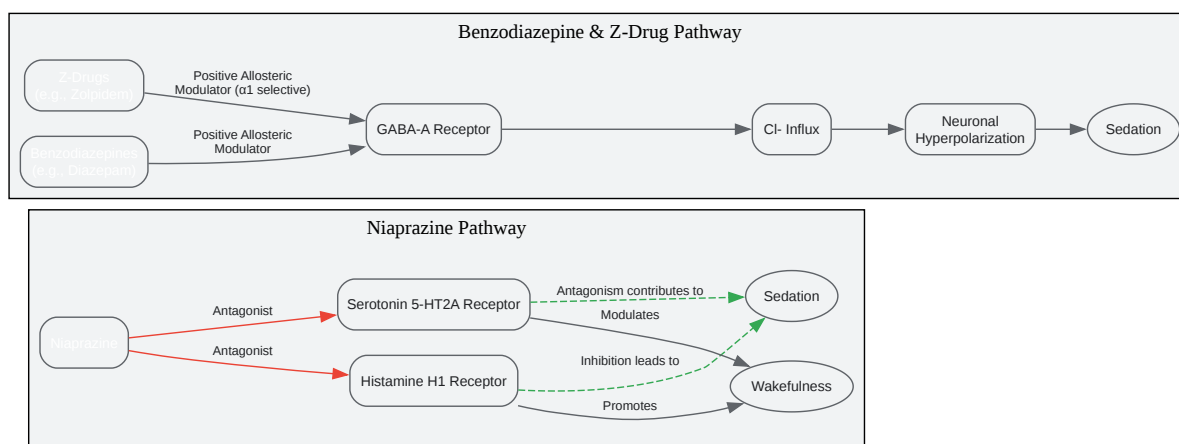 Benzodiazepine & Z-Drug Pathway
Z-Drugs
(e.g., Zolpidem)
Positive Allosteric
Modulator (α1 selective)
Benzodiazepines
(e.g., Diazepam)
Positive Allosteric
Modulator
GABA-A Receptor
Cl- Influx
Neuronal
Hyperpolarization
Sedation
Niaprazine Pathway
Niaprazine
Antagonist
Antagonist
Serotonin 5-HT2A Receptor
Histamine H1 Receptor
Antagonism contributes to
Modulates
Inhibition leads to
Promotes
Sedation
Wakefulness